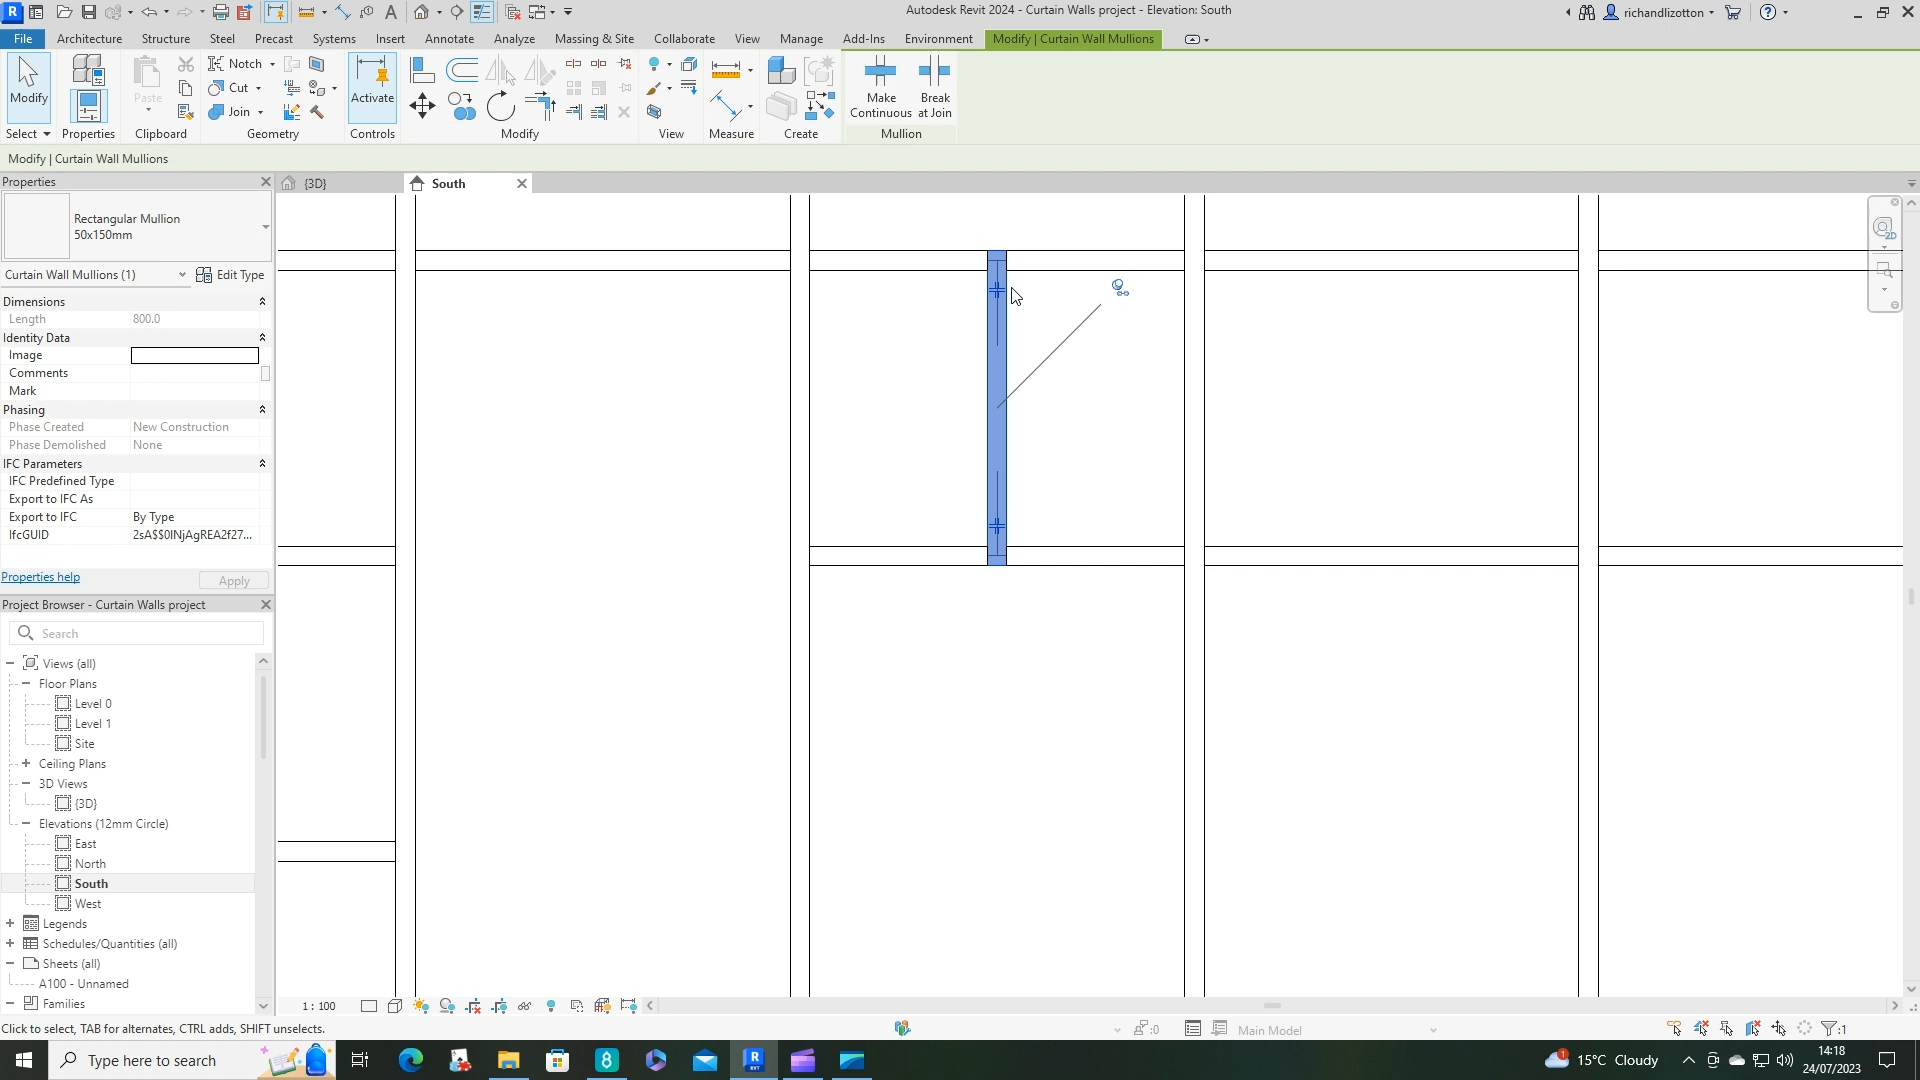 Autodesk Revit 2024 - Curtain Walls project - Elevation: South
richandlizotton
File Architecture Structure Steel Precast Systems Insert Annotate Analyze Massing & Site Collaborate View Manage Add-Ins Environment Modify | Curtain Wall Mullions
Modify
Paste
Notch
Cut
Join
Activate
Make Continuous
Break at Join
Select Properties Clipboard Geometry Controls Modify View Measure Create Mullion
Modify | Curtain Wall Mullions
Properties
{3D}
South
Rectangular Mullion
50x150mm
Curtain Wall Mullions (1) Edit Type
Dimensions
Length 800.0
Identity Data
Image
Comments
Mark
Phasing
Phase Created New Construction
Phase Demolished None
IFC Parameters
IFC Predefined Type
Export to IFC As
Export to IFC By Type
IfcGUID 2sA$$0INjAgREA2f27...
Properties help Apply
Project Browser - Curtain Walls project
Search
Views (all)
Floor Plans
Level 0
Level 1
Site
Ceiling Plans
3D Views
{3D}
Elevations (12mm Circle)
East
North
South
West
Legends
Schedules/Quantities (all)
Sheets (all)
A100 - Unnamed
Families
1 : 100
Click to select, TAB for alternates, CTRL adds, SHIFT unselects.
:0
Main Model
:1
Type here to search
15°C Cloudy
14:18
24/07/2023